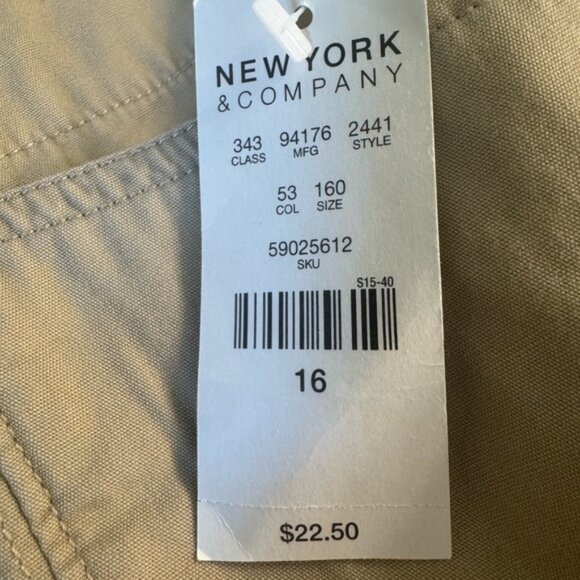 NEW YORK
& COMPANY
343 94176 2441
CLASS MFG STYLE
53 160
COL SIZE
59025612
SKU
S15-40
16
$22.50